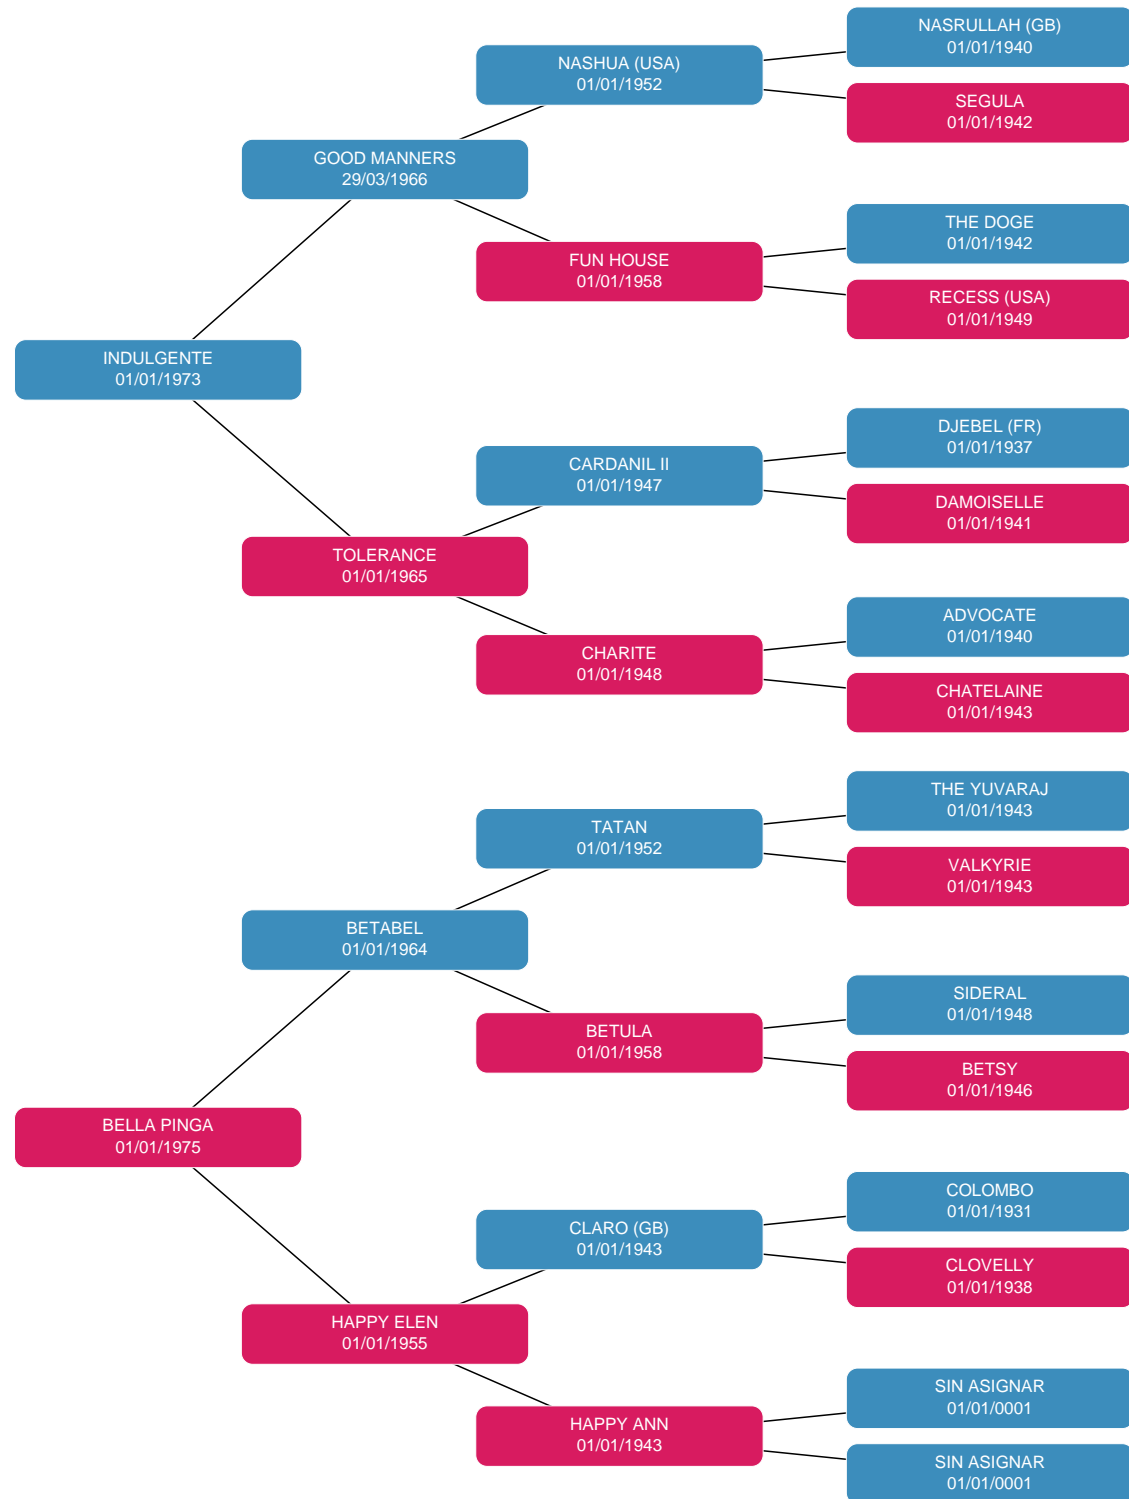 NASRULLAH (GB)
01/01/1940
NASHUA (USA)
01/01/1952
SEGULA
01/01/1942
GOOD MANNERS
29/03/1966
THE DOGE
01/01/1942
FUN HOUSE
01/01/1958
RECESS (USA)
01/01/1949
INDULGENTE
01/01/1973
DJEBEL (FR)
01/01/1937
CARDANIL II
01/01/1947
DAMOISELLE
01/01/1941
TOLERANCE
01/01/1965
ADVOCATE
01/01/1940
CHARITE
01/01/1948
CHATELAINE
01/01/1943
THE YUVARAJ
01/01/1943
TATAN
01/01/1952
VALKYRIE
01/01/1943
BETABEL
01/01/1964
SIDERAL
01/01/1948
BETULA
01/01/1958
BETSY
01/01/1946
BELLA PINGA
01/01/1975
COLOMBO
01/01/1931
CLARO (GB)
01/01/1943
CLOVELLY
01/01/1938
HAPPY ELEN
01/01/1955
SIN ASIGNAR
01/01/0001
HAPPY ANN
01/01/1943
SIN ASIGNAR
01/01/0001